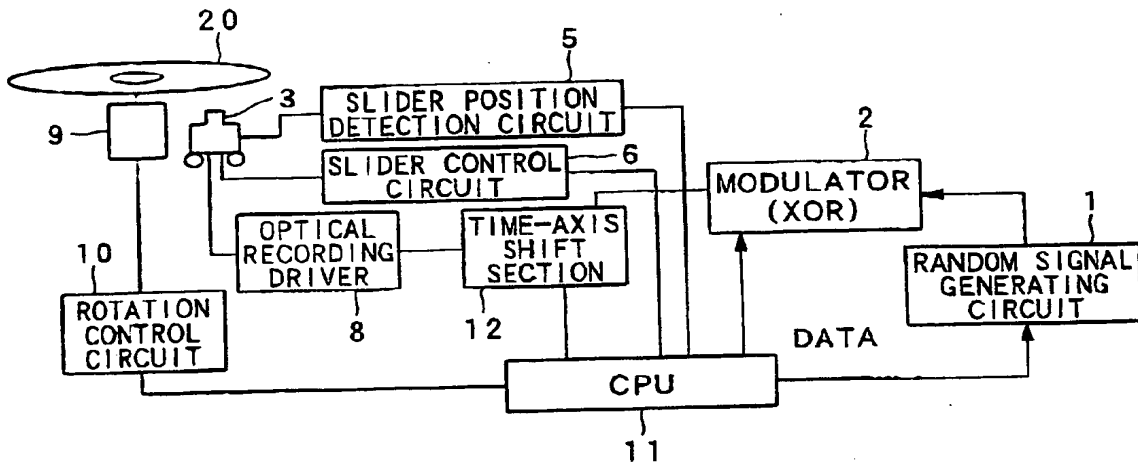 20
5
3
SLIDER POSITION
DETECTION CIRCUIT
9
2
6
SLIDER CONTROL
CIRCUIT
MODULATOR
(XOR)
1
OPTICAL
RECORDING
DRIVER
TIME-AXIS
SHIFT
SECTION
10
RANDOM SIGNAL
GENERATING
CIRCUIT
ROTATION
CONTROL
CIRCUIT
8
12
DATA
CPU
11